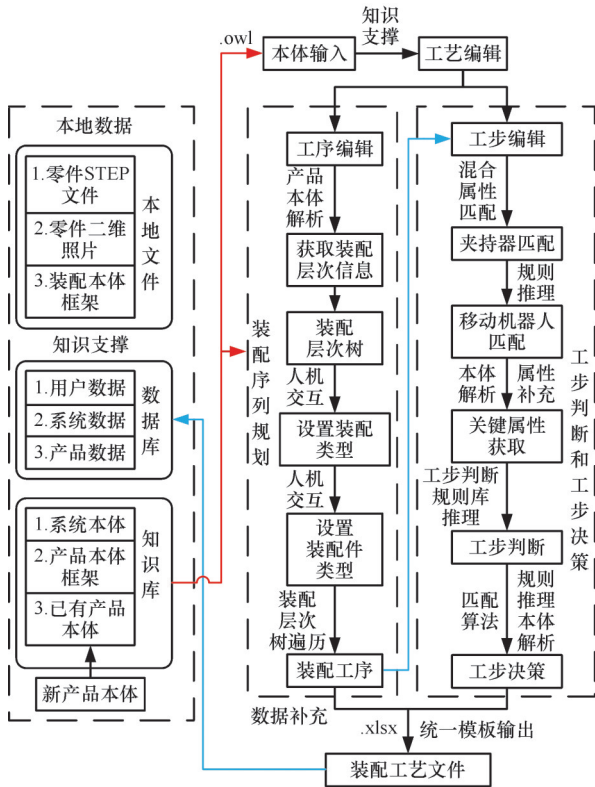 .owl
本体输入
知识
支撑
工艺编辑
本地数据
1.零件STEP
文件
2.零件二维
照片
3.装配本体
框架
本地文件
知识支撑
1.用户数据
2.系统数据
3.产品数据
数据库
1.系统本体
2.产品本体
框架
3.已有产品
本体
知识库
新产品本体
装配序列规划
工序编辑
产品
本体
解析
获取装配
层次信息
装配
层次树
人机
交互
设置装配
类型
人机
交互
设置
装配件
类型
装配
层次
树遍历
装配工序
工步编辑
混合
属性
匹配
夹持器匹配
规则
推理
移动机器人
匹配
本体
解析
属性
补充
关键属性
获取
工步判断
规则库
推理
工步判断
匹配
算法
规则
推理
本体
解析
工步决策
工步判断和工步决策
数据补充
.xlsx
统一模板输出
装配工艺文件